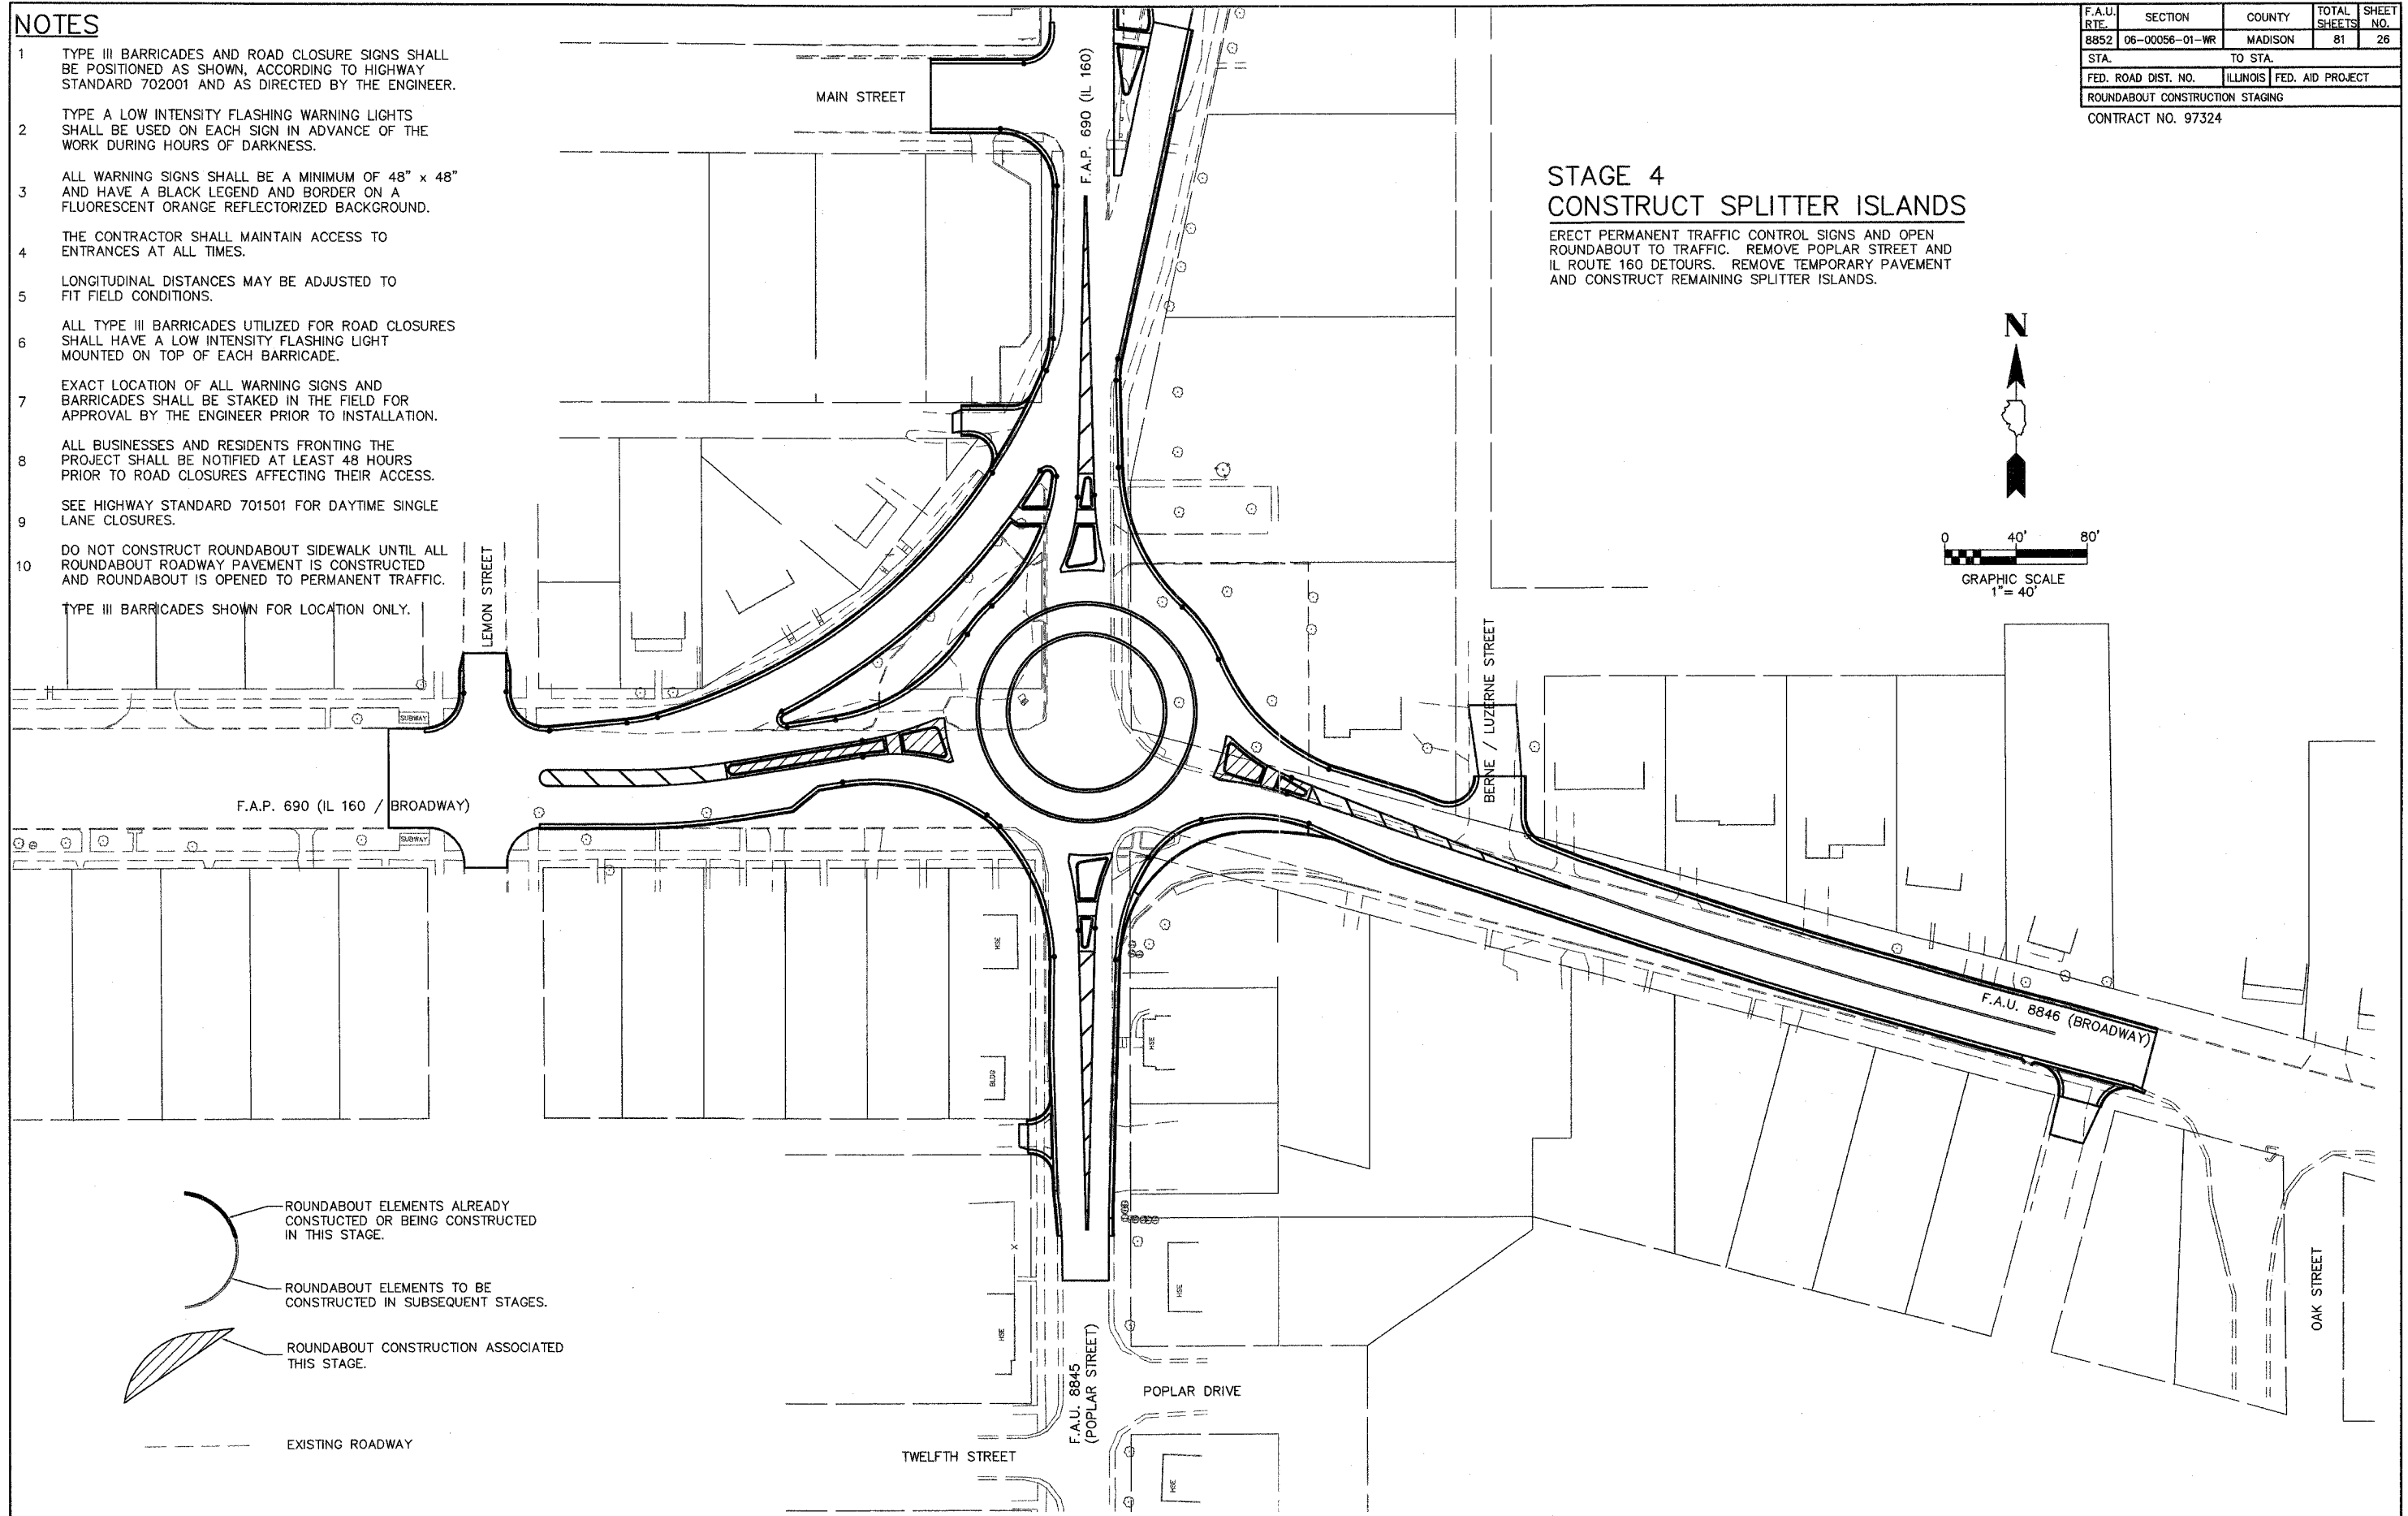 NOTES
1 TYPE III BARRICADES AND ROAD CLOSURE SIGNS SHALL
BE POSITIONED AS SHOWN, ACCORDING TO HIGHWAY
STANDARD 702001 AND AS DIRECTED BY THE ENGINEER.
TYPE A LOW INTENSITY FLASHING WARNING LIGHTS
2 SHALL BE USED ON EACH SIGN IN ADVANCE OF THE
WORK DURING HOURS OF DARKNESS.
ALL WARNING SIGNS SHALL BE A MINIMUM OF 48" x 48"
3 AND HAVE A BLACK LEGEND AND BORDER ON A
FLUORESCENT ORANGE REFLECTORIZED BACKGROUND.
THE CONTRACTOR SHALL MAINTAIN ACCESS TO
4 ENTRANCES AT ALL TIMES.
LONGITUDINAL DISTANCES MAY BE ADJUSTED TO
5 FIT FIELD CONDITIONS.
ALL TYPE III BARRICADES UTILIZED FOR ROAD CLOSURES
6 SHALL HAVE A LOW INTENSITY FLASHING LIGHT
MOUNTED ON TOP OF EACH BARRICADE.
EXACT LOCATION OF ALL WARNING SIGNS AND
7 BARRICADES SHALL BE STAKED IN THE FIELD FOR
APPROVAL BY THE ENGINEER PRIOR TO INSTALLATION.
ALL BUSINESSES AND RESIDENTS FRONTING THE
8 PROJECT SHALL BE NOTIFIED AT LEAST 48 HOURS
PRIOR TO ROAD CLOSURES AFFECTING THEIR ACCESS.
SEE HIGHWAY STANDARD 701501 FOR DAYTIME SINGLE
9 LANE CLOSURES.
DO NOT CONSTRUCT ROUNDABOUT SIDEWALK UNTIL ALL
10 ROUNDABOUT ROADWAY PAVEMENT IS CONSTRUCTED
AND ROUNDABOUT IS OPENED TO PERMANENT TRAFFIC.
TYPE III BARRICADES SHOWN FOR LOCATION ONLY.
F.A.U. RTE. SECTION COUNTY TOTAL SHEETS SHEET NO.
8852 06-00056-01-WR MADISON 81 26
STA. TO STA.
FED. ROAD DIST. NO. ILLINOIS FED. AID PROJECT
ROUNDABOUT CONSTRUCTION STAGING
CONTRACT NO. 97324
STAGE 4
CONSTRUCT SPLITTER ISLANDS
ERECT PERMANENT TRAFFIC CONTROL SIGNS AND OPEN
ROUNDABOUT TO TRAFFIC. REMOVE POPLAR STREET AND
IL ROUTE 160 DETOURS. REMOVE TEMPORARY PAVEMENT
AND CONSTRUCT REMAINING SPLITTER ISLANDS.
N
0 40' 80'
GRAPHIC SCALE
1"= 40'
MAIN STREET
F.A.P. 690 (IL 160)
LEMON STREET
SUBWAY
F.A.P. 690 (IL 160 / BROADWAY)
SUBWAY
BERNE / LUZERNE STREET
F.A.U. 8846 (BROADWAY)
HSE
HSE
BLDG
HSE
HSE
HSE
OAK STREET
F.A.U. 8845
(POPLAR STREET)
POPLAR DRIVE
TWELFTH STREET
ROUNDABOUT ELEMENTS ALREADY
CONSTUCTED OR BEING CONSTRUCTED
IN THIS STAGE.
ROUNDABOUT ELEMENTS TO BE
CONSTRUCTED IN SUBSEQUENT STAGES.
ROUNDABOUT CONSTRUCTION ASSOCIATED
THIS STAGE.
EXISTING ROADWAY